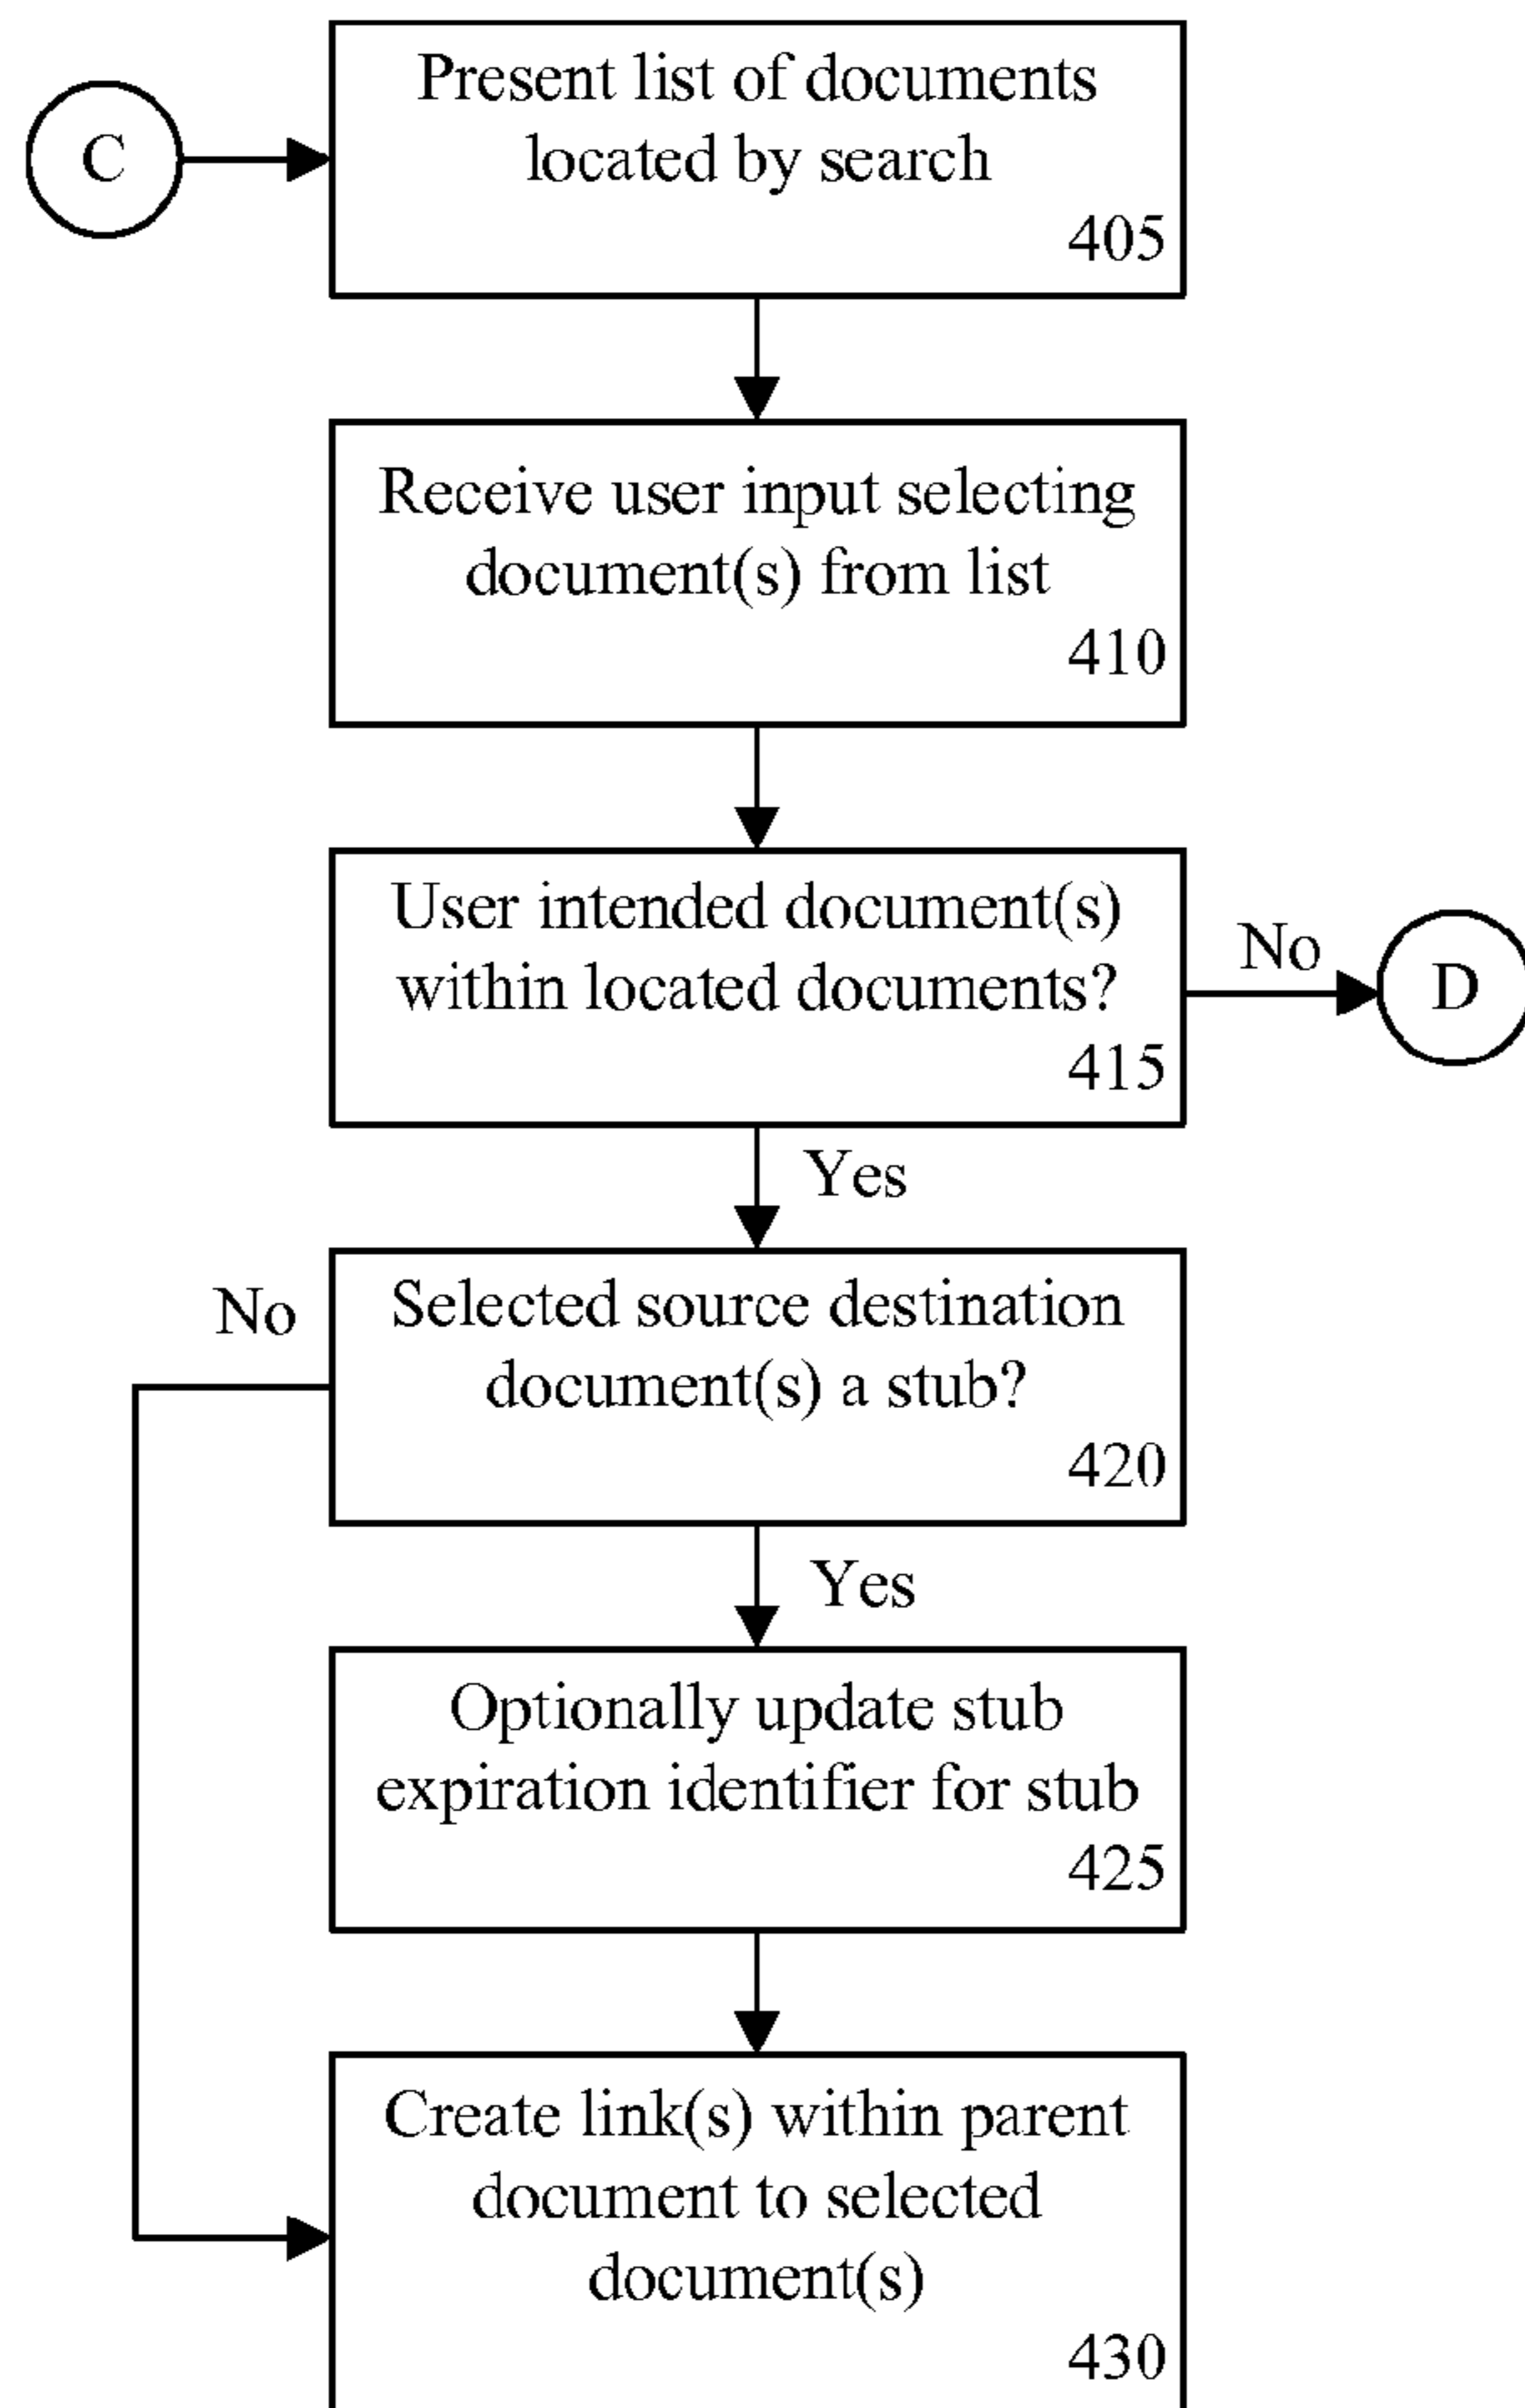 C
Present list of documents
located by search
405
Receive user input selecting
document(s) from list
410
User intended document(s)
within located documents?
415
No
D
Yes
No
Selected source destination
document(s) a stub?
420
Yes
Optionally update stub
expiration identifier for stub
425
Create link(s) within parent
document to selected
document(s)
430